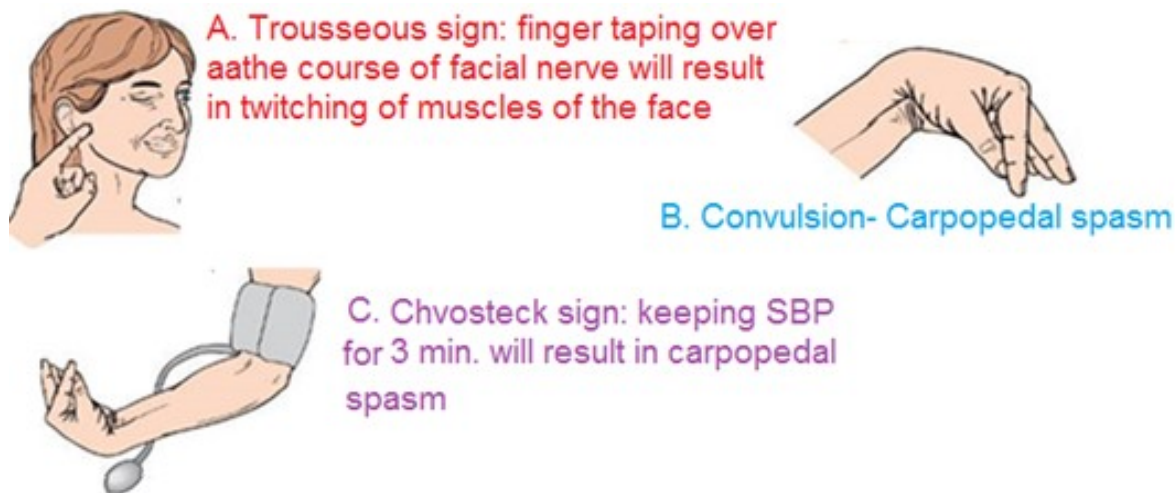 A. Trousseous sign: finger taping over
aathe course of facial nerve will result
in twitching of muscles of the face
B. Convulsion- Carpopedal spasm
C. Chvosteck sign: keeping SBP
for 3 min. will result in carpopedal
spasm